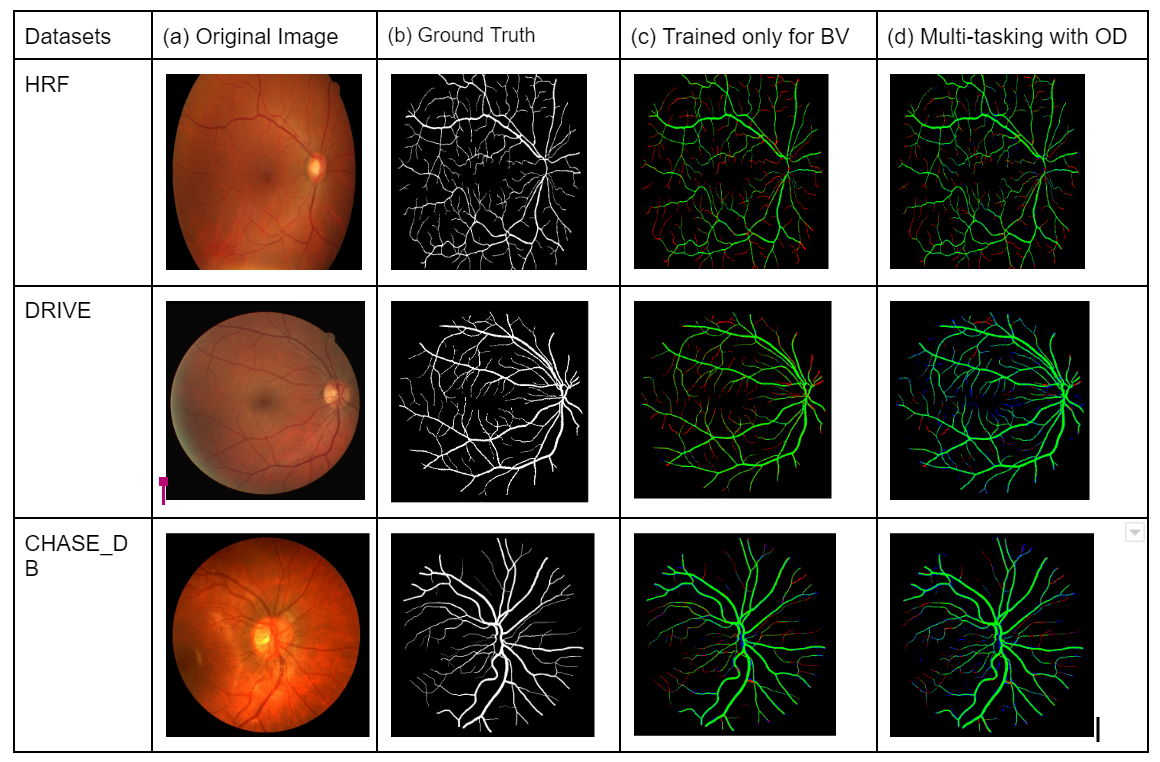 Datasets
(a) Original Image
(b) Ground Truth
(c) Trained only for BV
(d) Multi-tasking with OD
HRF
DRIVE
CHASE_D
B